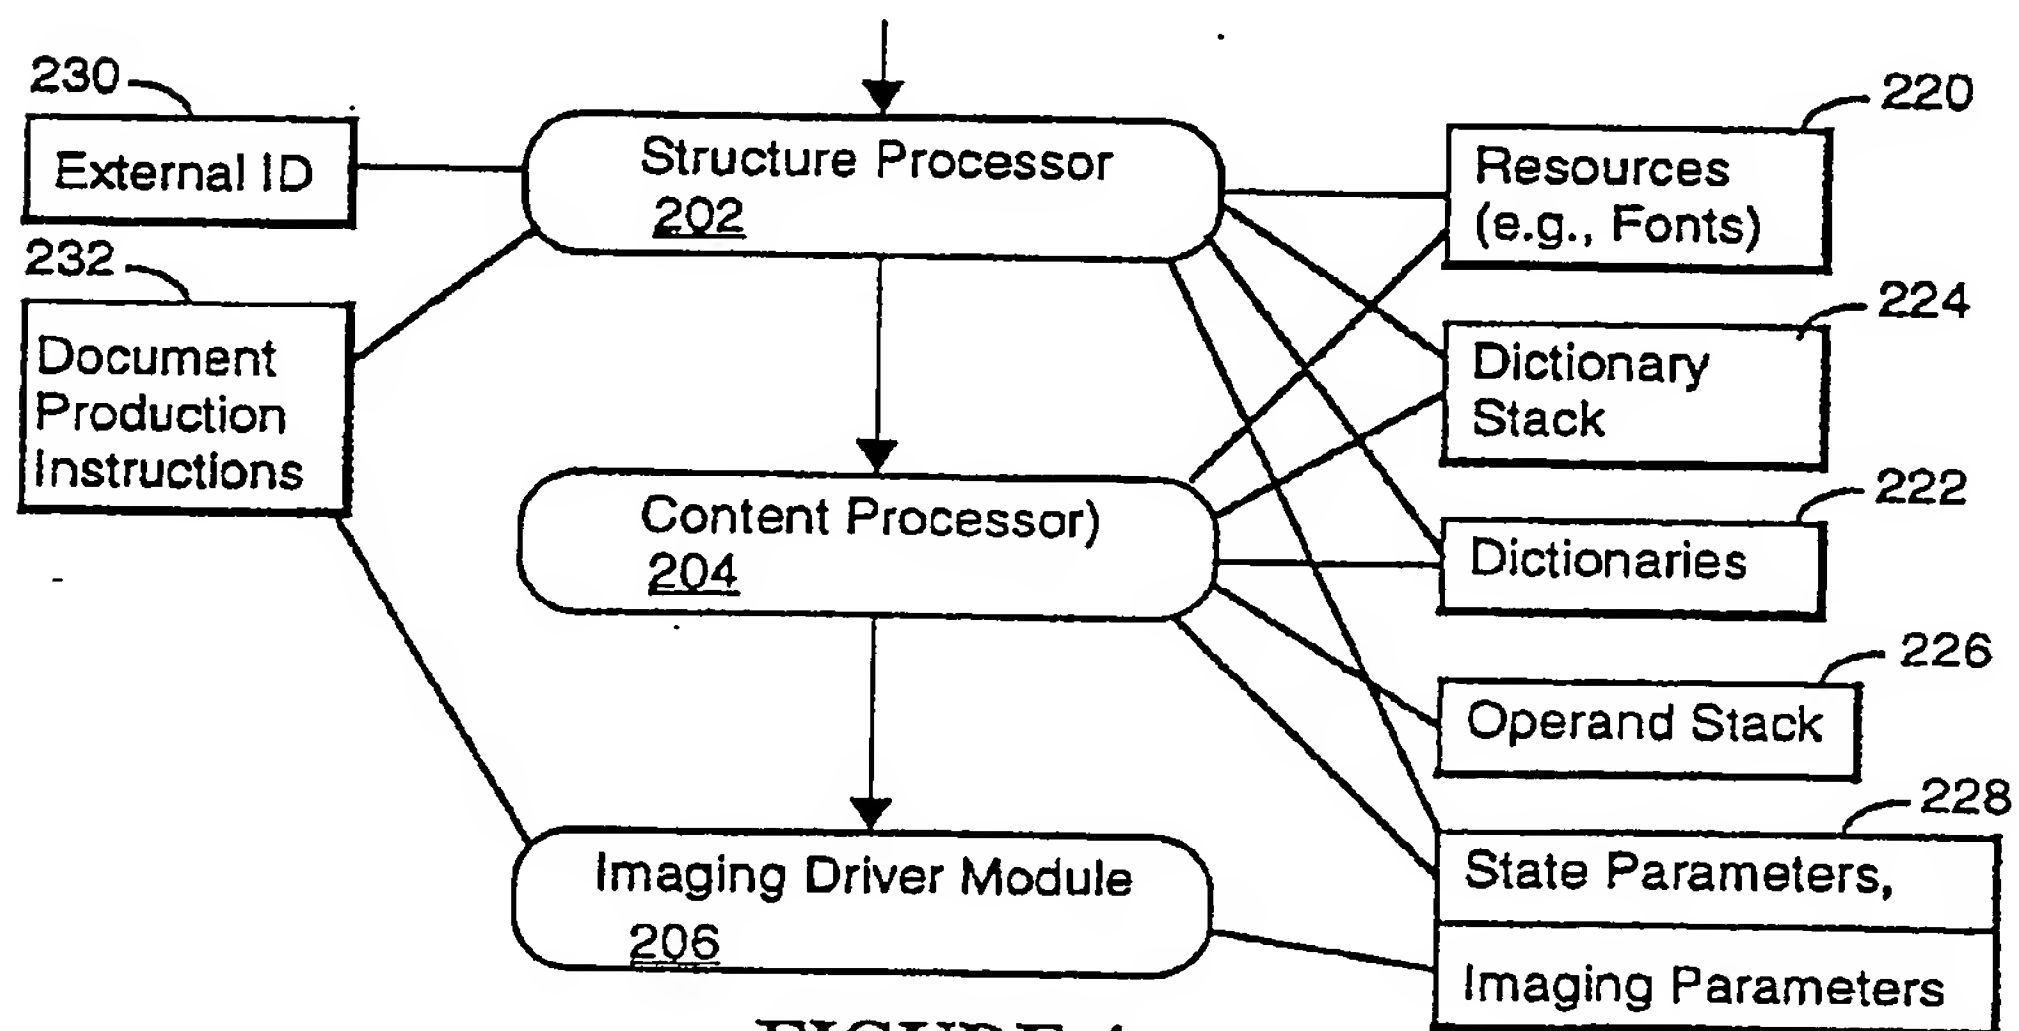 230
External ID
232
Document
Production
Instructions
Structure Processor
202
Content Processor)
204
Imaging Driver Module
206
220
Resources
(e.g., Fonts)
224
Dictionary
Stack
222
Dictionaries
226
Operand Stack
228
State Parameters,
Imaging Parameters
FIGURE